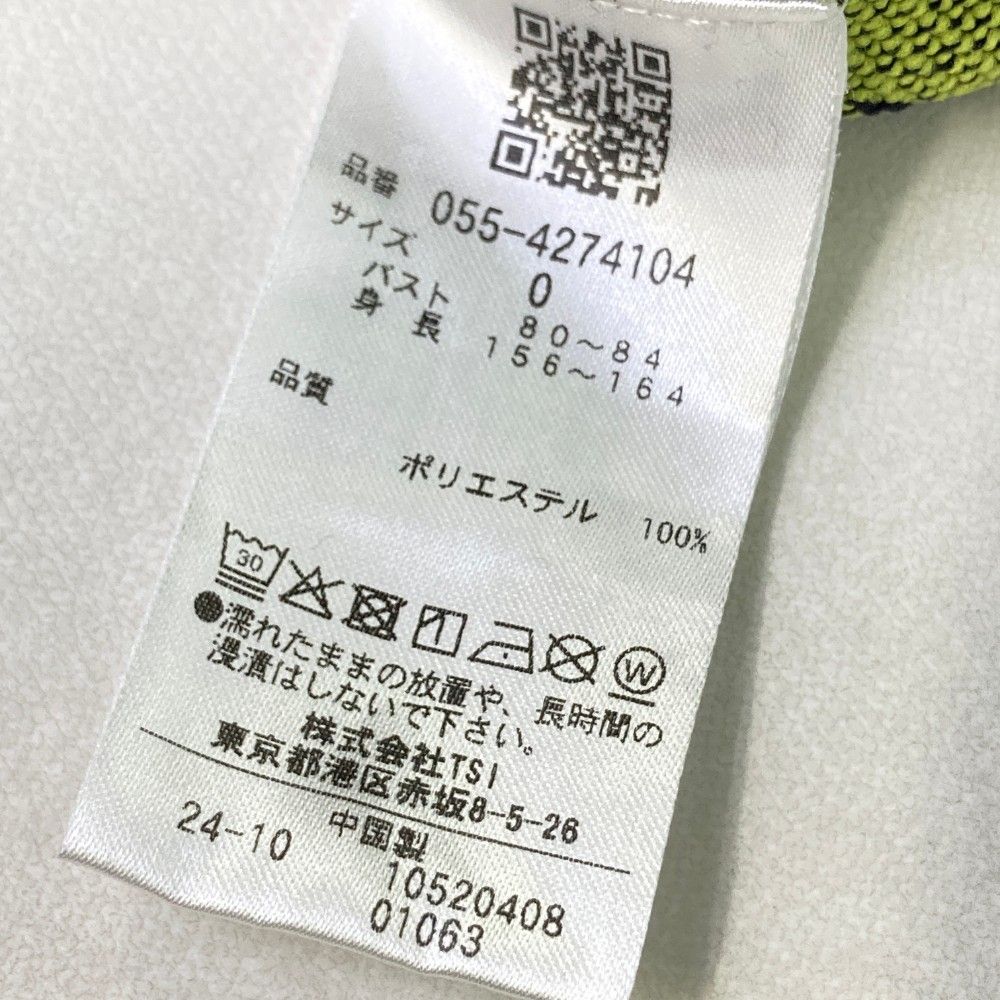 品番 055-4274104
サイズ 0
バスト 80～84
身長 156～164
品質
ポリエステル 100%
30
W
●濡れたままの放置や、長時間の
浸漬はしないで下さい。
株式会社TSI
東京都港区赤坂8-5-26
中国製
24-10 10520408
01063